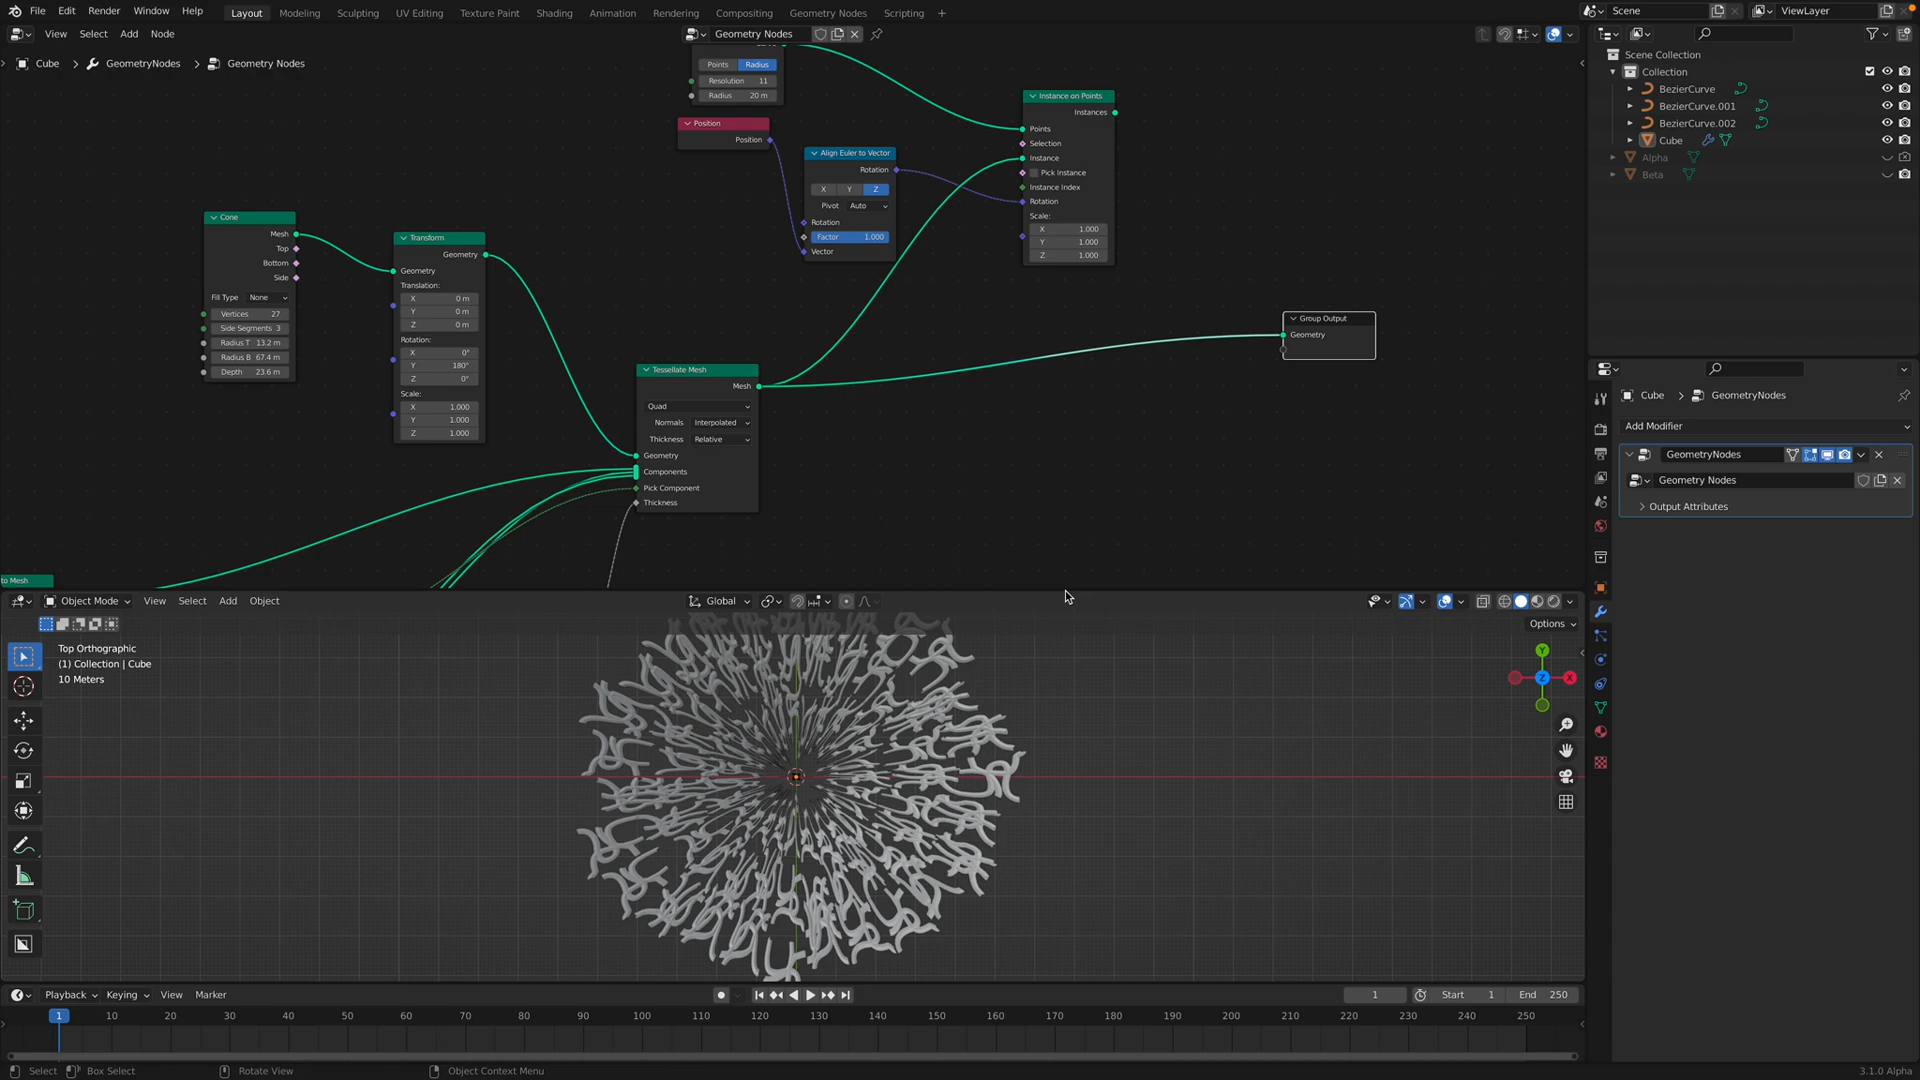 File Edit Render Window Help Layout Modeling Sculpting UV Editing Texture Paint Shading Animation Rendering Compositing Geometry Nodes Scripting + Scene ViewLayer
View Select Add Node Geometry Nodes
Cube > GeometryNodes > Geometry Nodes
Points Radius
Resolution 11
Radius 20 m
Position
Position
Align Euler to Vector
Rotation
X Y Z
Pivot Auto
Rotation
Factor 1.000
Vector
Instance on Points
Instances
Points
Selection
Instance
Pick Instance
Instance Index
Rotation
Scale:
X 1.000
Y 1.000
Z 1.000
Cone
Mesh
Top
Bottom
Side
Fill Type None
Vertices 27
Side Segments 3
Radius T 13.2 m
Radius B 67.4 m
Depth 23.6 m
Transform
Geometry
Geometry
Translation:
X 0 m
Y 0 m
Z 0 m
Rotation:
X 0°
Y 180°
Z 0°
Scale:
X 1.000
Y 1.000
Z 1.000
Tessellate Mesh
Mesh
Quad
Normals Interpolated
Thickness Relative
Geometry
Components
Pick Component
Thickness
Group Output
Geometry
to Mesh
Scene Collection
Collection
BezierCurve
BezierCurve.001
BezierCurve.002
Cube
Alpha
Beta
Cube > GeometryNodes
Add Modifier
GeometryNodes
Geometry Nodes
Output Attributes
Object Mode View Select Add Object Global
Options
Top Orthographic
(1) Collection | Cube
10 Meters
Y
Z X
Playback Keying View Marker 1 Start 1 End 250
1 10 20 30 40 50 60 70 80 90 100 110 120 130 140 150 160 170 180 190 200 210 220 230 240 250
Select Box Select Rotate View Object Context Menu 3.1.0 Alpha